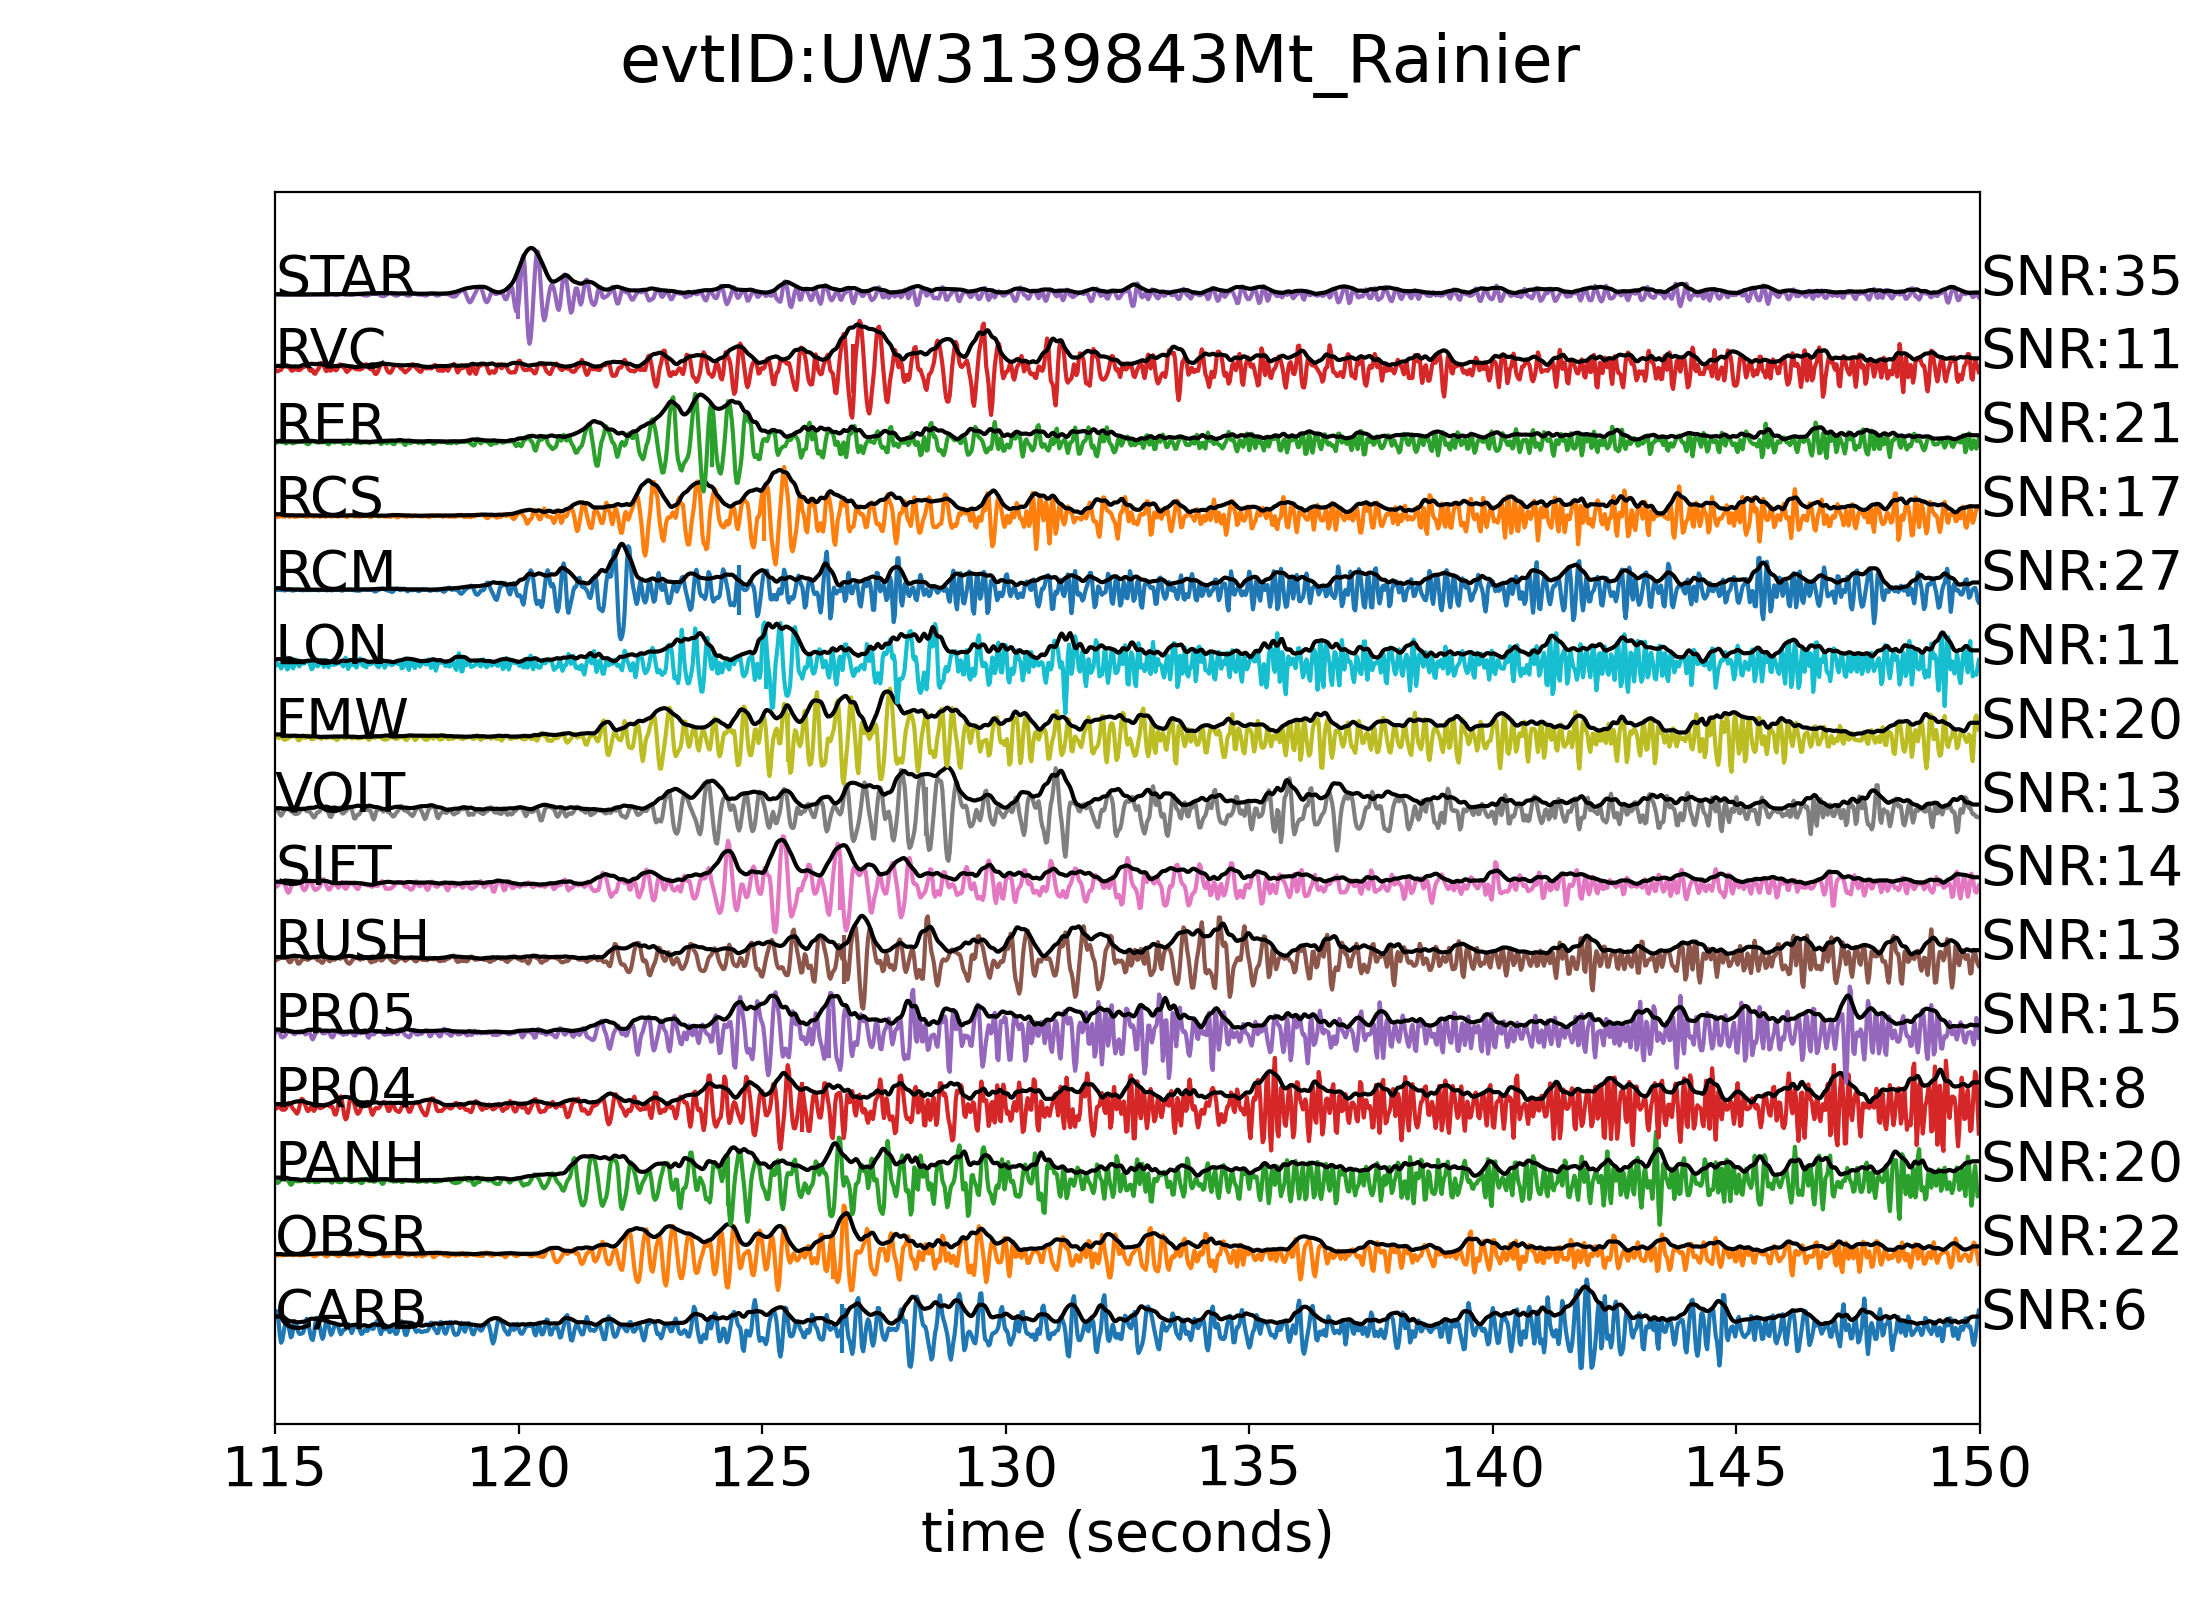 evtID:UW3139843Mt_Rainier
STAR SNR:35
RVC SNR:11
RER SNR:21
RCS SNR:17
RCM SNR:27
LON SNR:11
FMW SNR:20
VOIT SNR:13
SIFT SNR:14
RUSH SNR:13
PR05 SNR:15
PR04 SNR:8
PANH SNR:20
OBSR SNR:22
CARB SNR:6
115 120 125 130 135 140 145 150
time (seconds)